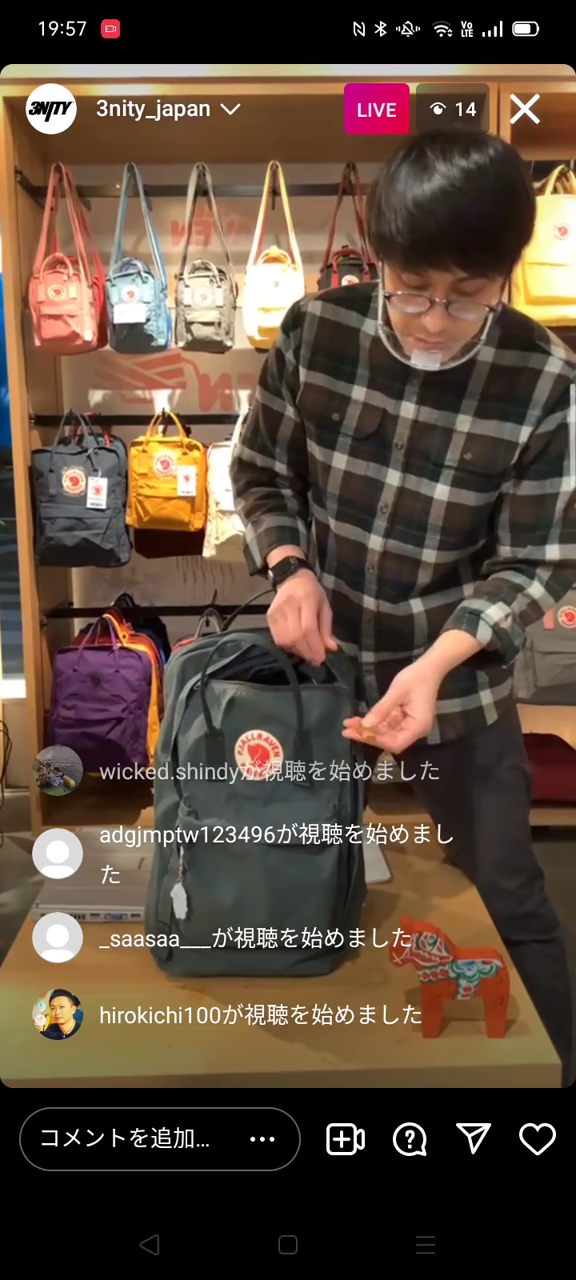 19:57
Vo
LTE
3NITY
3nity_japan
LIVE
14
FJÄLLRÄVEN
wicked.shindyが視聴を始めました
adgjmptw123496が視聴を始めまし
た
_saasaa___が視聴を始めました
hirokichi100が視聴を始めました
コメントを追加...